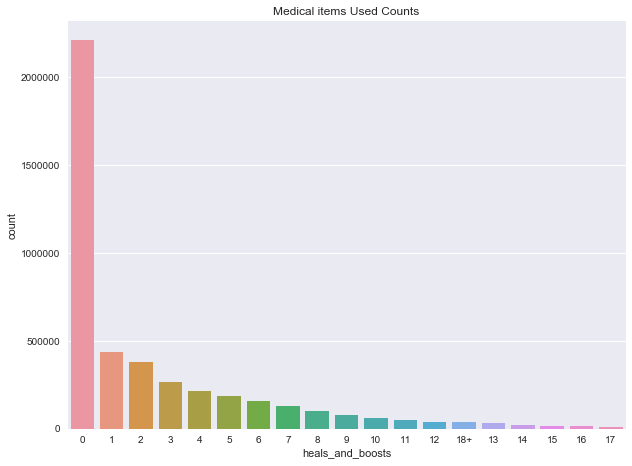 Medical items Used Counts
2000000
1500000
1000000
500000
0
count
0 1 2 3 4 5 6 7 8 9 10 11 12 18+ 13 14 15 16 17
heals_and_boosts